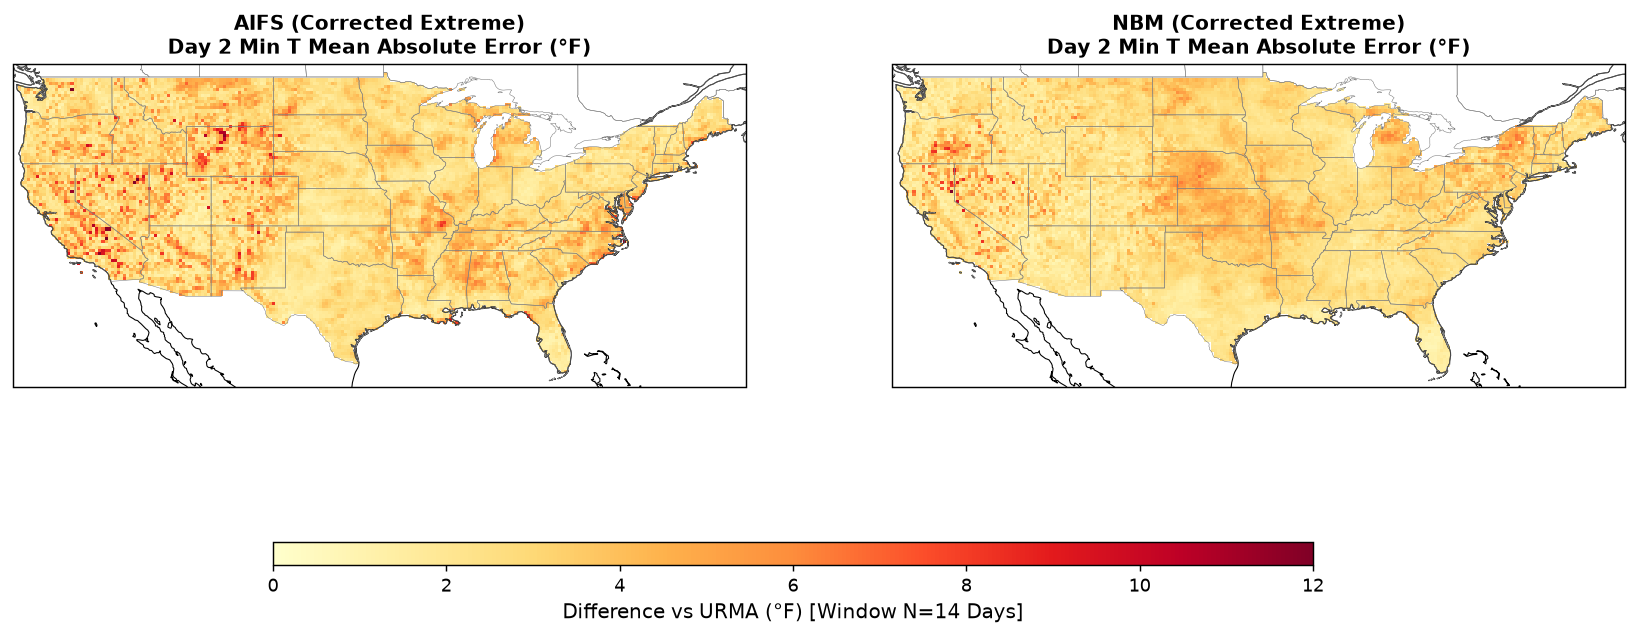 AIFS (Corrected Extreme)
Day 2 Min T Mean Absolute Error (°F)
NBM (Corrected Extreme)
Day 2 Min T Mean Absolute Error (°F)
0 2 4 6 8 10 12
Difference vs URMA (°F) [Window N=14 Days]